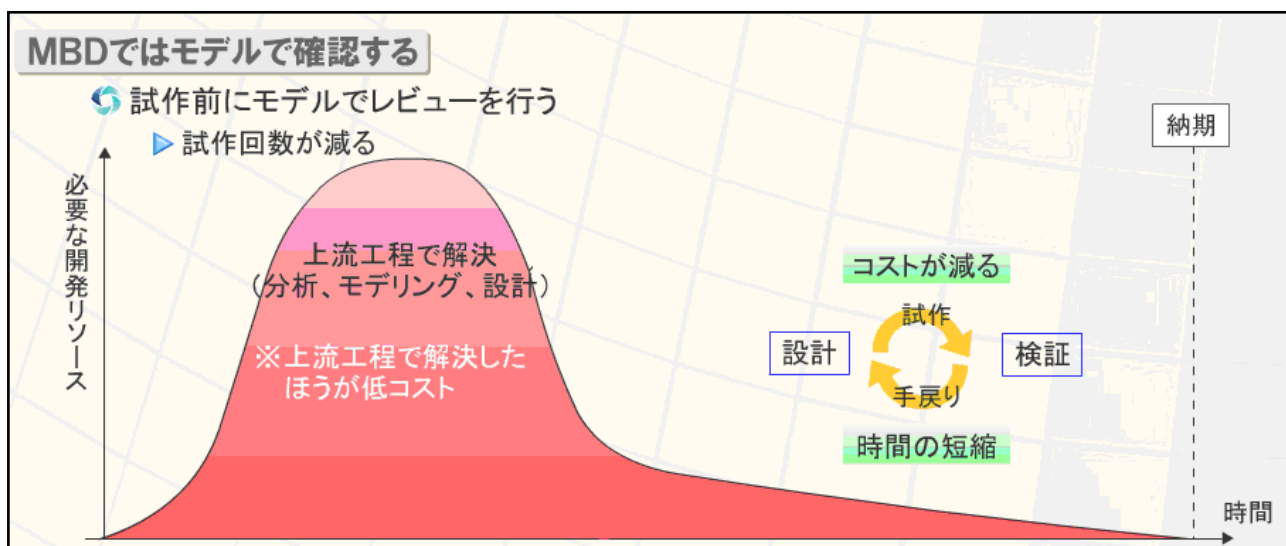 MBDではモデルで確認する
試作前にモデルでレビューを行う
試作回数が減る
必要な開発リソース
上流工程で解決
（分析、モデリング、設計）
※上流工程で解決した
ほうが低コスト
納期
コストが減る
試作
設計
検証
手戻り
時間の短縮
時間